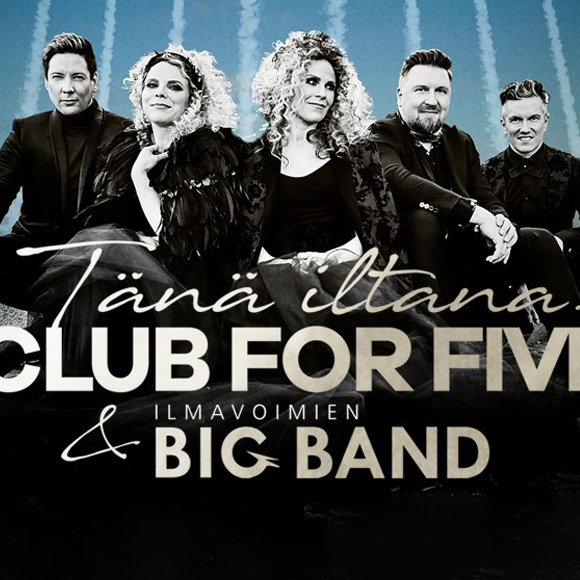 Tänä iltana
CLUB FOR FIV
& ILMAVOIMIEN
BIG BAND